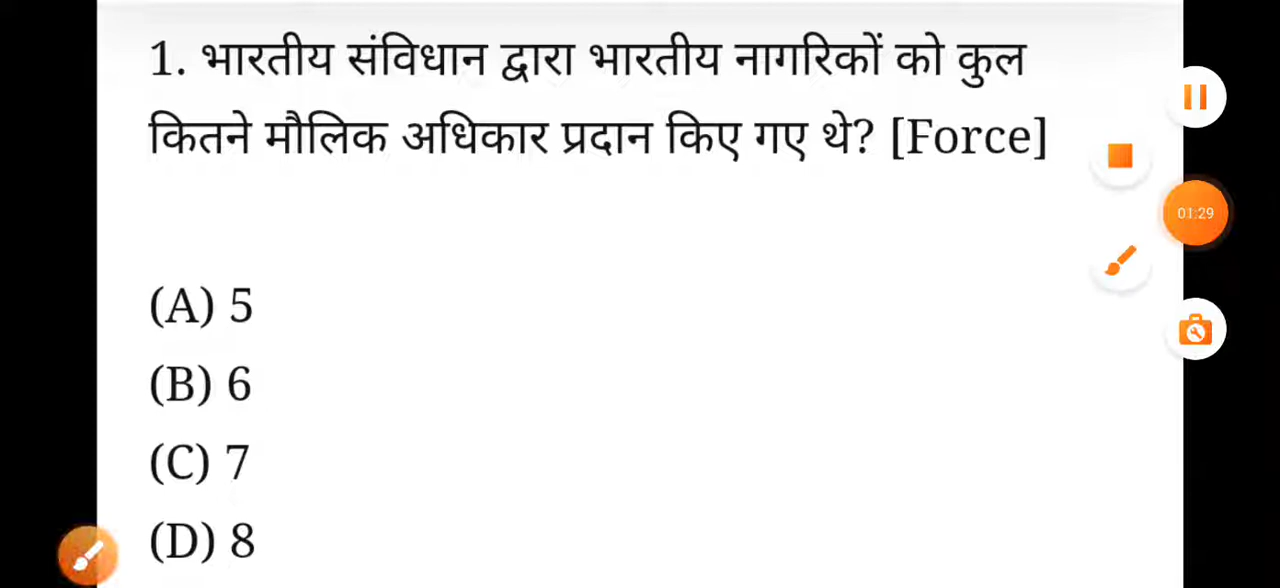 1. भारतीय संविधान द्वारा भारतीय नागरिकों को कुल
कितने मौलिक अधिकार प्रदान किए गए थे? [Force]
(A) 5
(B) 6
(C) 7
(D) 8
01:29